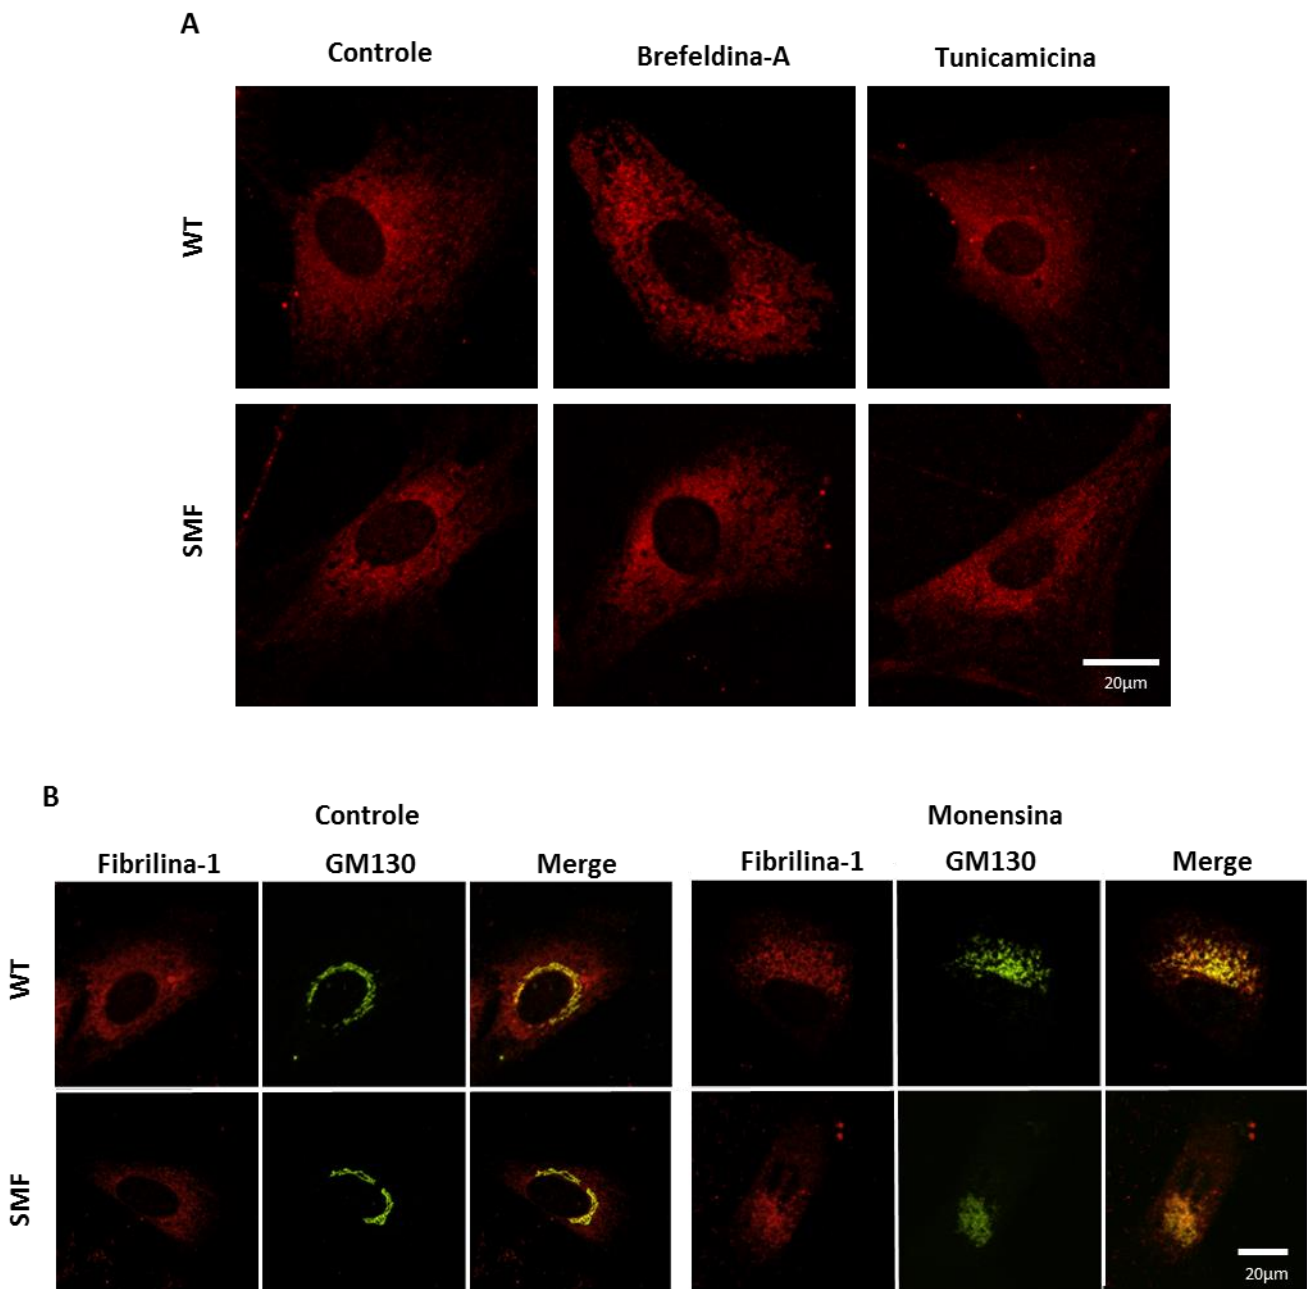 A
Controle Brefeldina-A Tunicamicina
WT
SMF
20µm
B
Controle Monensina
Fibrilina-1 GM130 Merge Fibrilina-1 GM130 Merge
WT
SMF
20µm